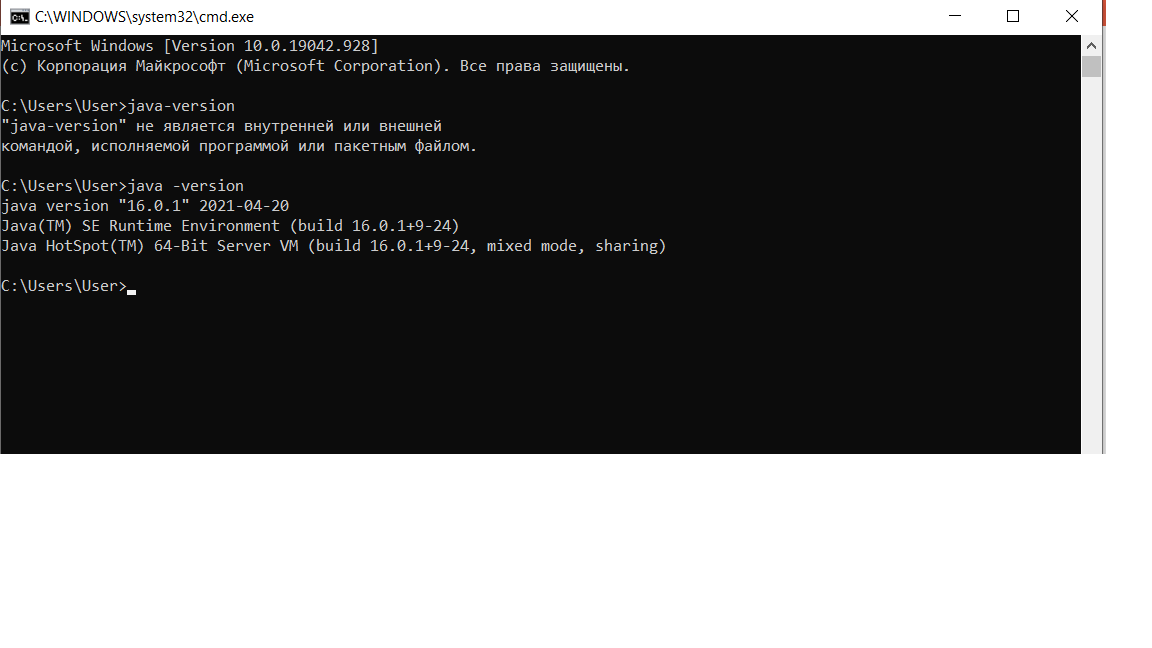 C:\WINDOWS\system32\cmd.exe
Microsoft Windows [Version 10.0.19042.928]
(c) Корпорация Майкрософт (Microsoft Corporation). Все права защищены.
C:\Users\User>java-version
"java-version" не является внутренней или внешней
командой, исполняемой программой или пакетным файлом.
C:\Users\User>java -version
java version "16.0.1" 2021-04-20
Java(TM) SE Runtime Environment (build 16.0.1+9-24)
Java HotSpot(TM) 64-Bit Server VM (build 16.0.1+9-24, mixed mode, sharing)
C:\Users\User>